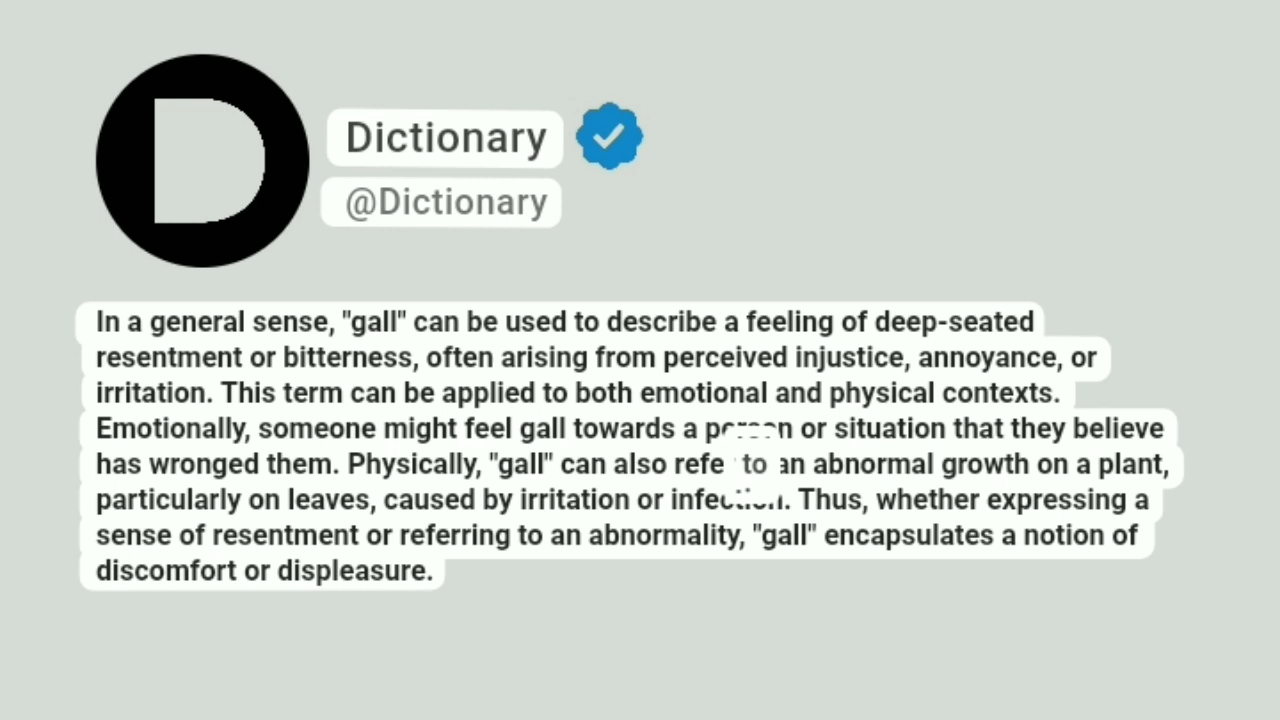 Dictionary
@Dictionary
In a general sense, "gall" can be used to describe a feeling of deep-seated
resentment or bitterness, often arising from perceived injustice, annoyance, or
irritation. This term can be applied to both emotional and physical contexts.
Emotionally, someone might feel gall towards a person or situation that they believe
has wronged them. Physically, "gall" can also refe to an abnormal growth on a plant,
particularly on leaves, caused by irritation or infection. Thus, whether expressing a
sense of resentment or referring to an abnormality, "gall" encapsulates a notion of
discomfort or displeasure.